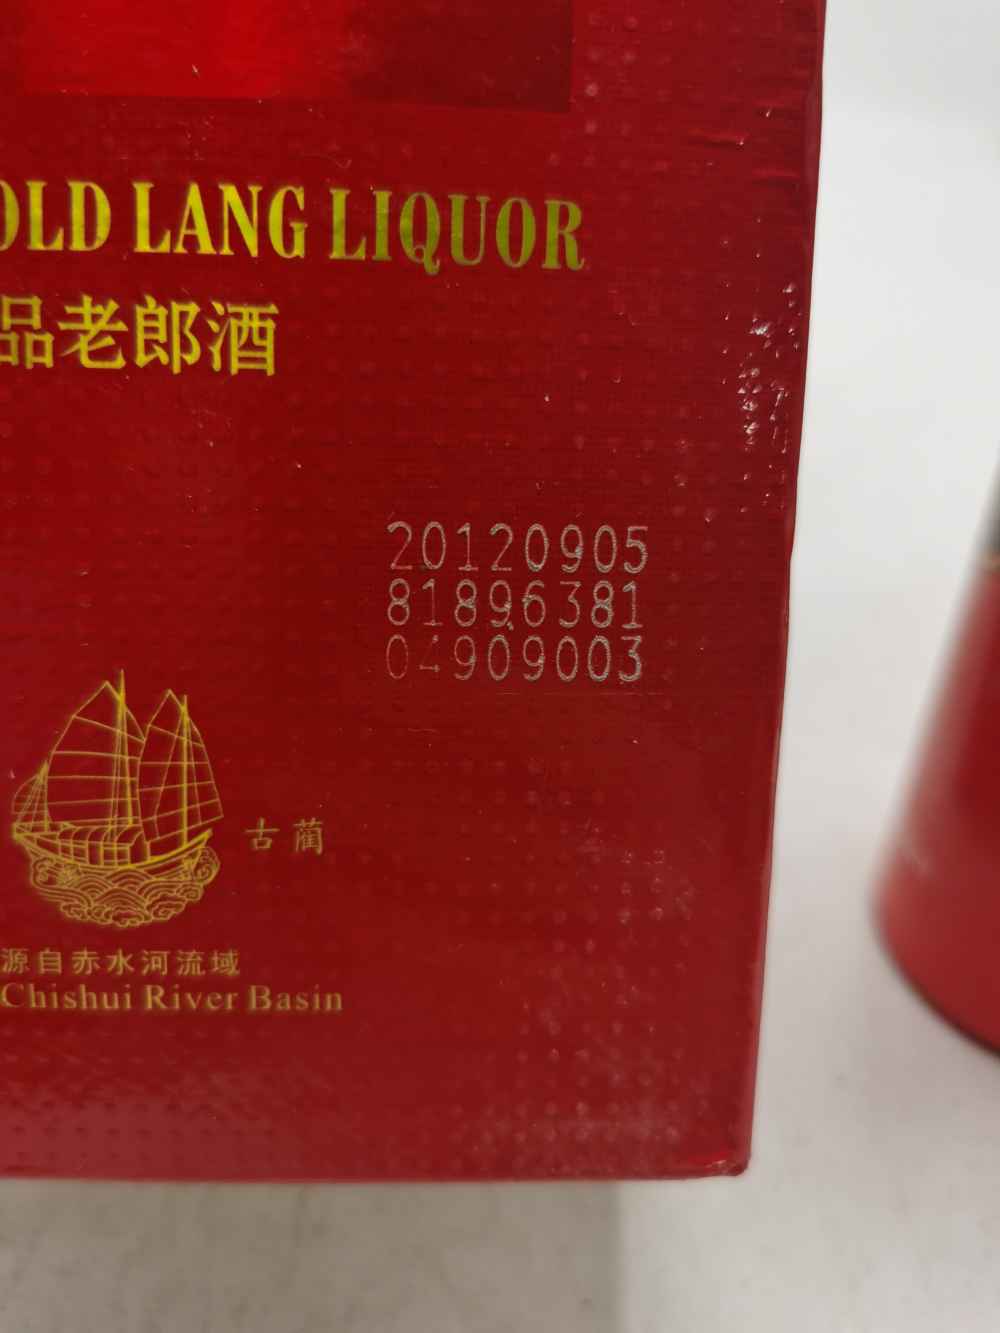 OLD LANG LIQUOR
品老郎酒
20120905
81896381
04909003
古蔺
源自赤水河流域
Chishui River Basin